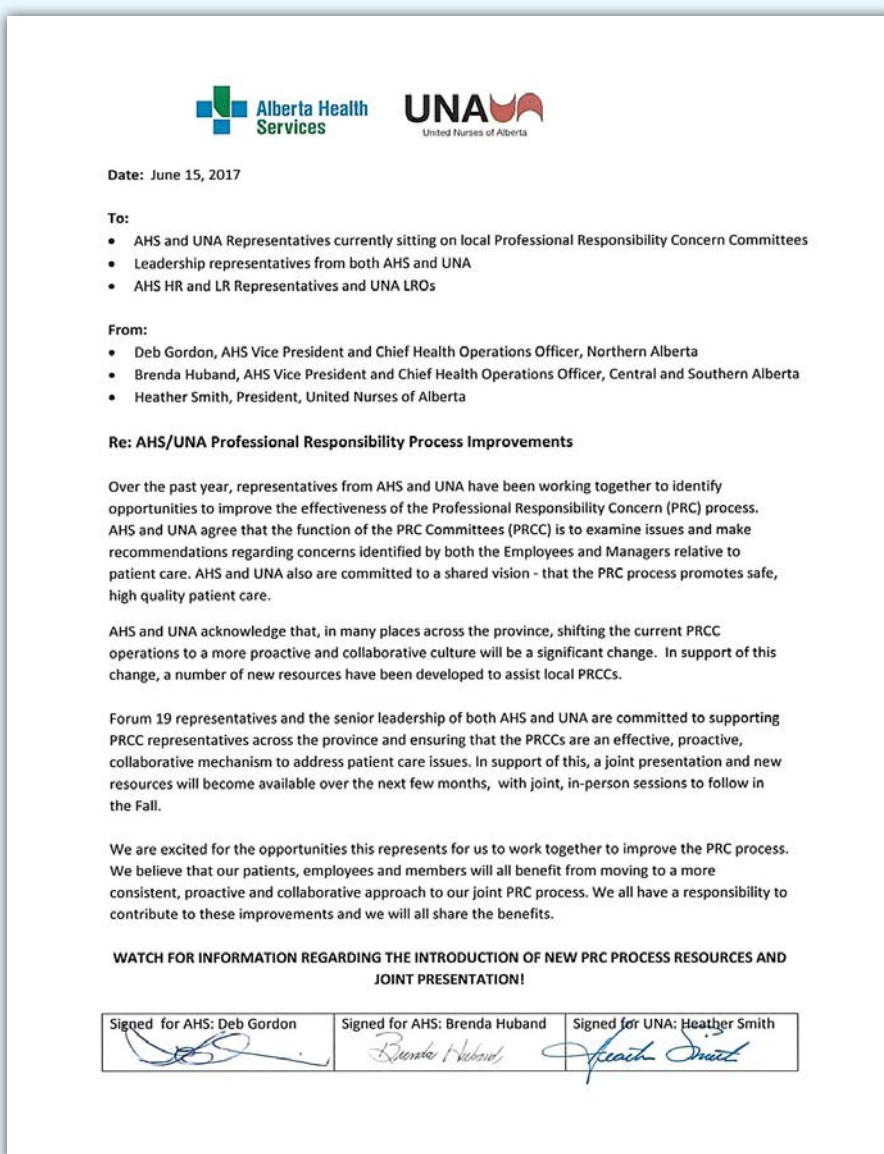 Alberta Health
Services
UNA
United Nurses of Alberta
Date: June 15, 2017
To:
• AHS and UNA Representatives currently sitting on local Professional Responsibility Concern Committees
• Leadership representatives from both AHS and UNA
• AHS HR and LR Representatives and UNA LROs
From:
• Deb Gordon, AHS Vice President and Chief Health Operations Officer, Northern Alberta
• Brenda Huband, AHS Vice President and Chief Health Operations Officer, Central and Southern Alberta
• Heather Smith, President, United Nurses of Alberta
Re: AHS/UNA Professional Responsibility Process Improvements
Over the past year, representatives from AHS and UNA have been working together to identify
opportunities to improve the effectiveness of the Professional Responsibility Concern (PRC) process.
AHS and UNA agree that the function of the PRC Committees (PRCC) is to examine issues and make
recommendations regarding concerns identified by both the Employees and Managers relative to
patient care. AHS and UNA also are committed to a shared vision - that the PRC process promotes safe,
high quality patient care.
AHS and UNA acknowledge that, in many places across the province, shifting the current PRCC
operations to a more proactive and collaborative culture will be a significant change. In support of this
change, a number of new resources have been developed to assist local PRCCs.
Forum 19 representatives and the senior leadership of both AHS and UNA are committed to supporting
PRCC representatives across the province and ensuring that the PRCCs are an effective, proactive,
collaborative mechanism to address patient care issues. In support of this, a joint presentation and new
resources will become available over the next few months, with joint, in-person sessions to follow in
the Fall.
We are excited for the opportunities this represents for us to work together to improve the PRC process.
We believe that our patients, employees and members will all benefit from moving to a more
consistent, proactive and collaborative approach to our joint PRC process. We all have a responsibility to
contribute to these improvements and we will all share the benefits.
WATCH FOR INFORMATION REGARDING THE INTRODUCTION OF NEW PRC PROCESS RESOURCES AND
JOINT PRESENTATION!
Signed for AHS: Deb Gordon Signed for AHS: Brenda Huband Signed for UNA: Heather Smith
Brenda Huband Heather Smith